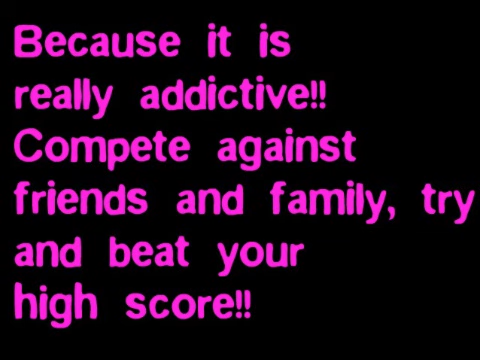 Because it is
really addictive!!
Compete against
friends and family, try
and beat your
high score!!